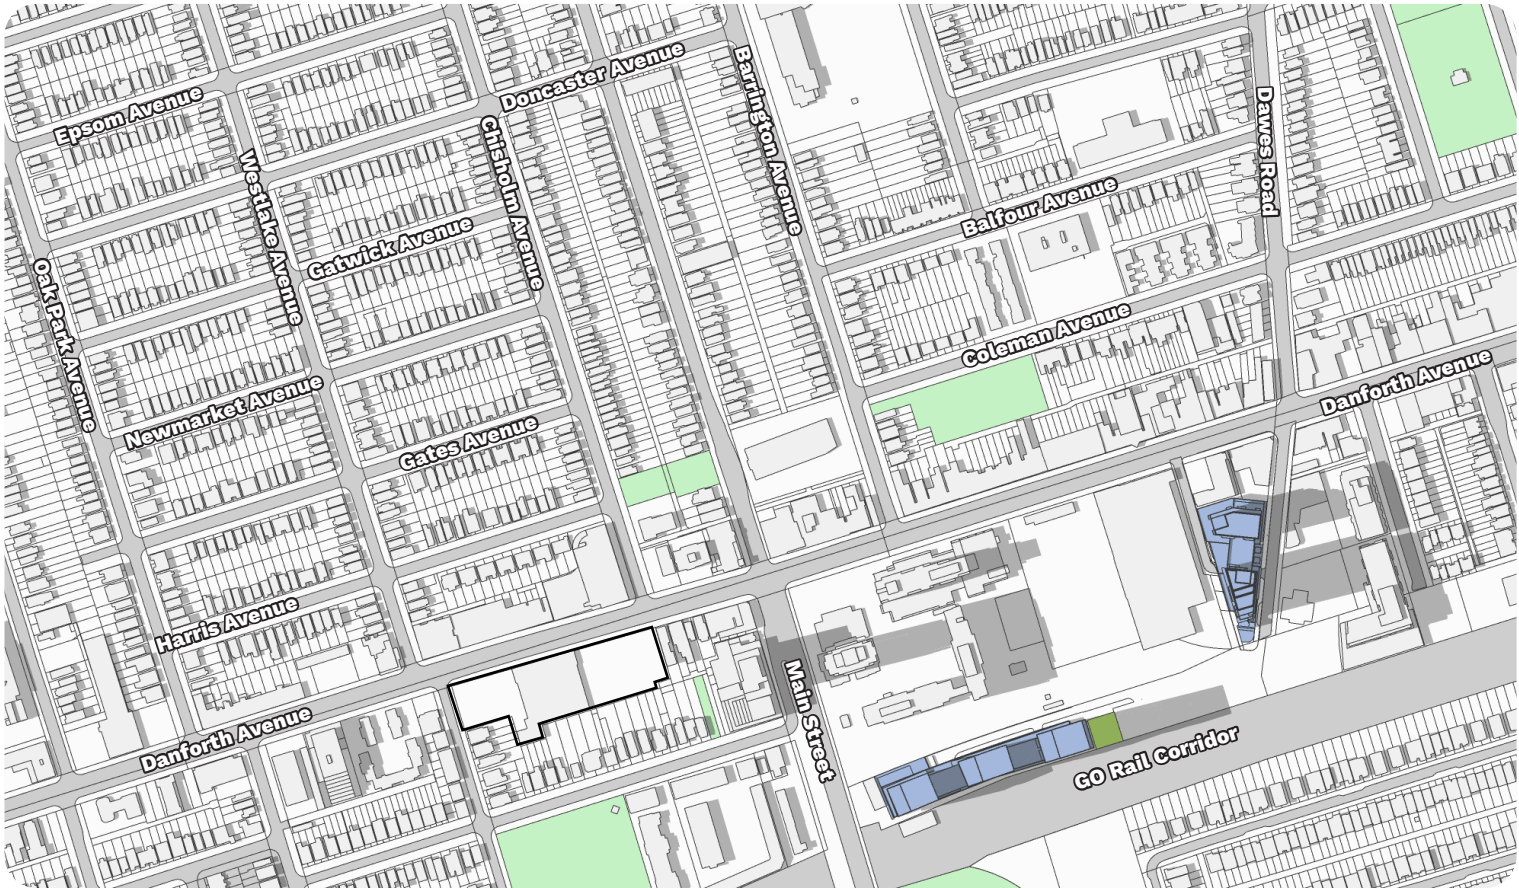 Doncaster Avenue
Epsom Avenue
Barrington Avenue
Dawes Road
Chisholm Avenue
Westlake Avenue
Balfour Avenue
Gatwick Avenue
Oak Park Avenue
Coleman Avenue
Danforth Avenue
Newmarket Avenue
Gates Avenue
Harris Avenue
Main Street
Danforth Avenue
GO Rail Corridor